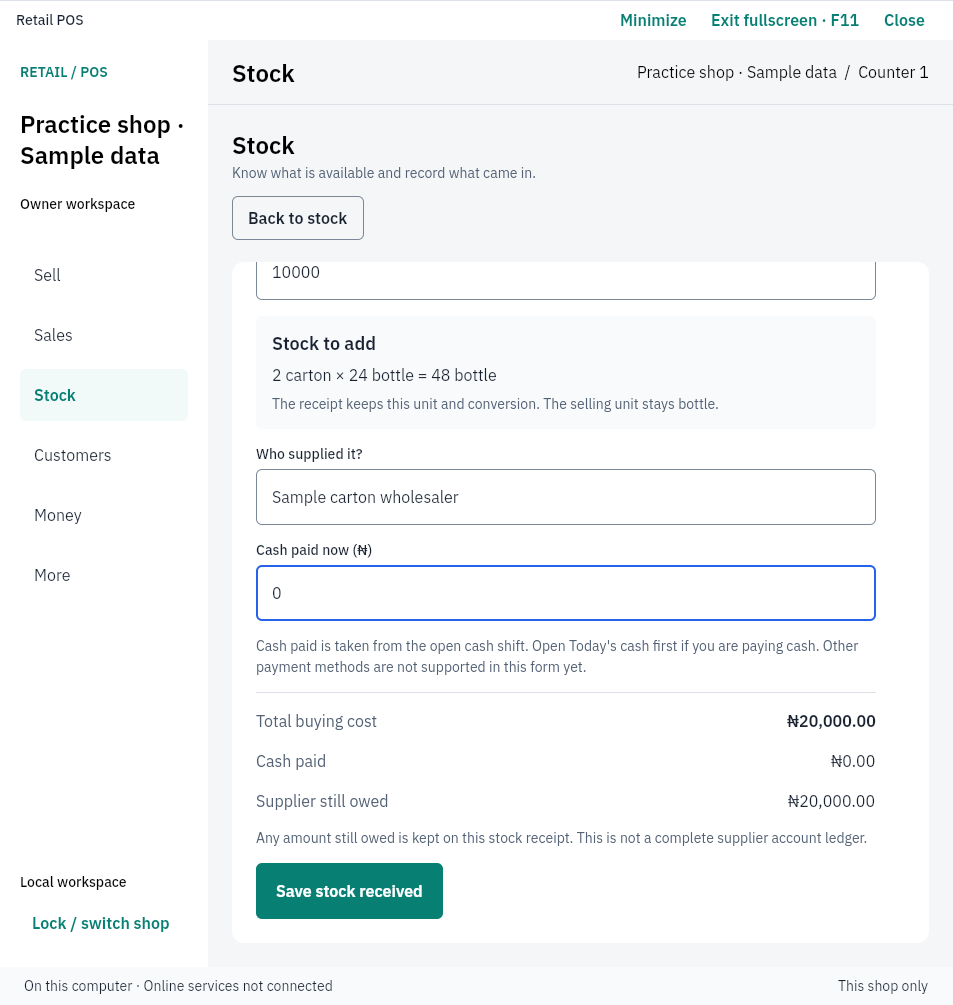 Retail POS
Minimize
Exit fullscreen · F11
Close
RETAIL / POS
Practice shop ·
Sample data
Owner workspace
Sell
Sales
Stock
Customers
Money
More
Local workspace
Lock / switch shop
Stock
Practice shop · Sample data / Counter 1
Stock
Know what is available and record what came in.
Back to stock
10000
Stock to add
2 carton × 24 bottle = 48 bottle
The receipt keeps this unit and conversion. The selling unit stays bottle.
Who supplied it?
Sample carton wholesaler
Cash paid now (₦)
0
Cash paid is taken from the open cash shift. Open Today's cash first if you are paying cash. Other
payment methods are not supported in this form yet.
Total buying cost ₦20,000.00
Cash paid ₦0.00
Supplier still owed ₦20,000.00
Any amount still owed is kept on this stock receipt. This is not a complete supplier account ledger.
Save stock received
On this computer · Online services not connected
This shop only